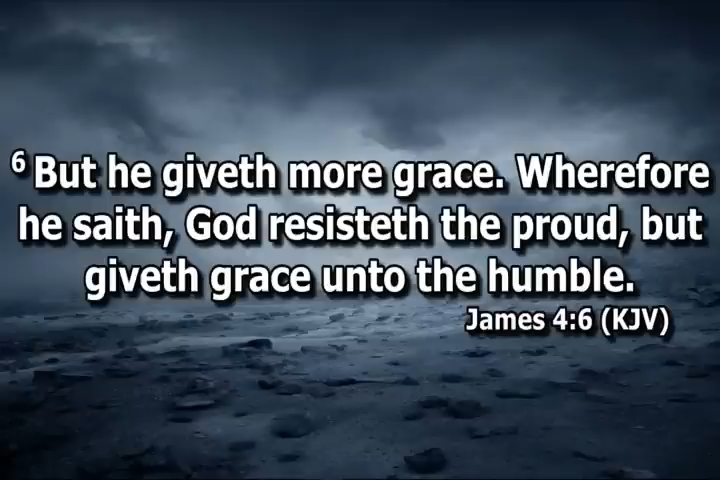 6 But he giveth more grace. Wherefore
he saith, God resisteth the proud, but
giveth grace unto the humble.
James 4:6 (KJV)